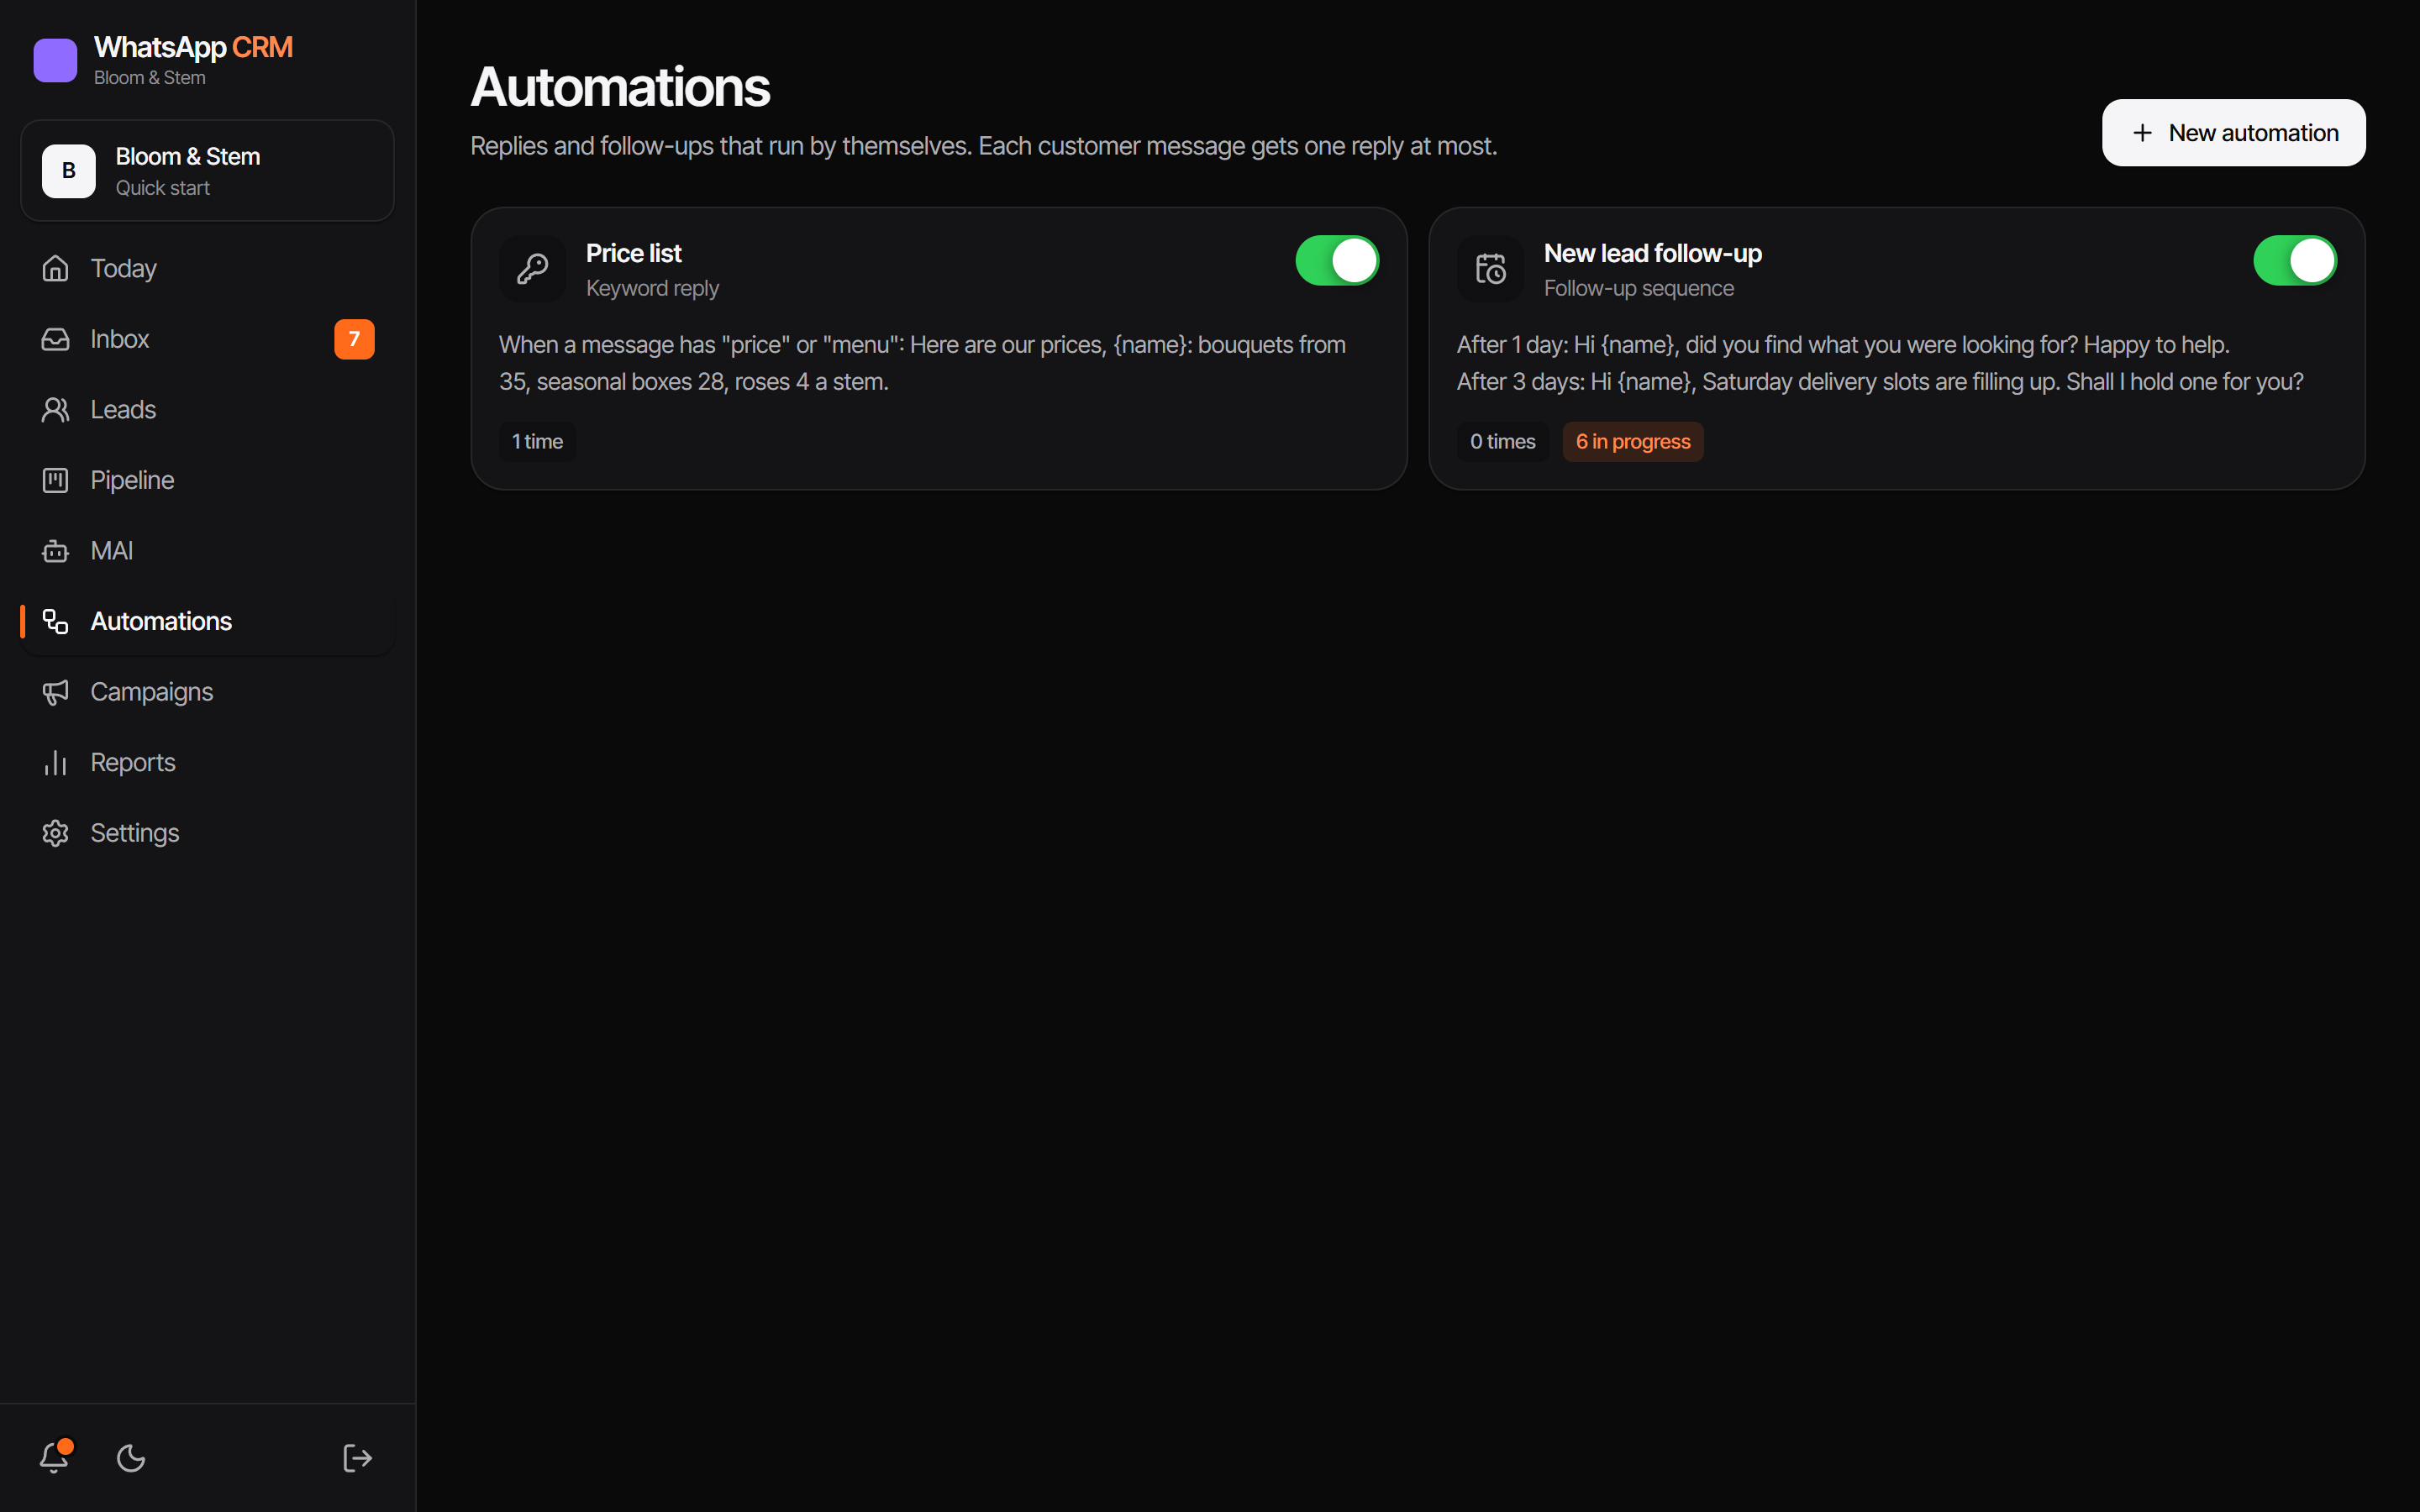 WhatsApp CRM
Bloom & Stem
B
Bloom & Stem
Quick start
Today
Inbox
7
Leads
Pipeline
MAI
Automations
Campaigns
Reports
Settings
Automations
Replies and follow-ups that run by themselves. Each customer message gets one reply at most.
New automation
Price list
Keyword reply
When a message has "price" or "menu": Here are our prices, {name}: bouquets from
35, seasonal boxes 28, roses 4 a stem.
1 time
New lead follow-up
Follow-up sequence
After 1 day: Hi {name}, did you find what you were looking for? Happy to help.
After 3 days: Hi {name}, Saturday delivery slots are filling up. Shall I hold one for you?
0 times
6 in progress